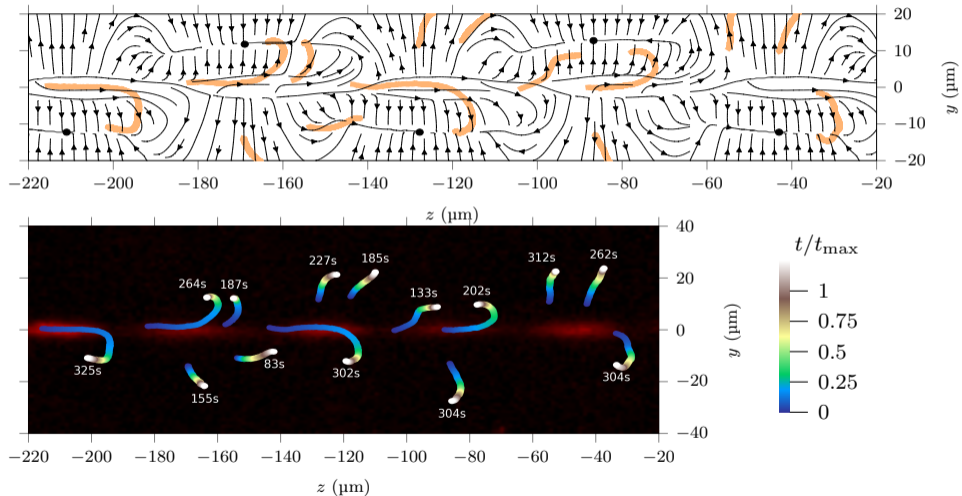 20
10
0
−10
−20
y (µm)
−220 −200 −180 −160 −140 −120 −100 −80 −60 −40 −20
z (µm)
40
20
0
−20
−40
y (µm)
227s 185s 312s 262s
264s 187s 133s 202s
325s 83s 302s 304s
155s 304s
−220 −200 −180 −160 −140 −120 −100 −80 −60 −40 −20
z (µm)
t/tmax
1
0.75
0.5
0.25
0